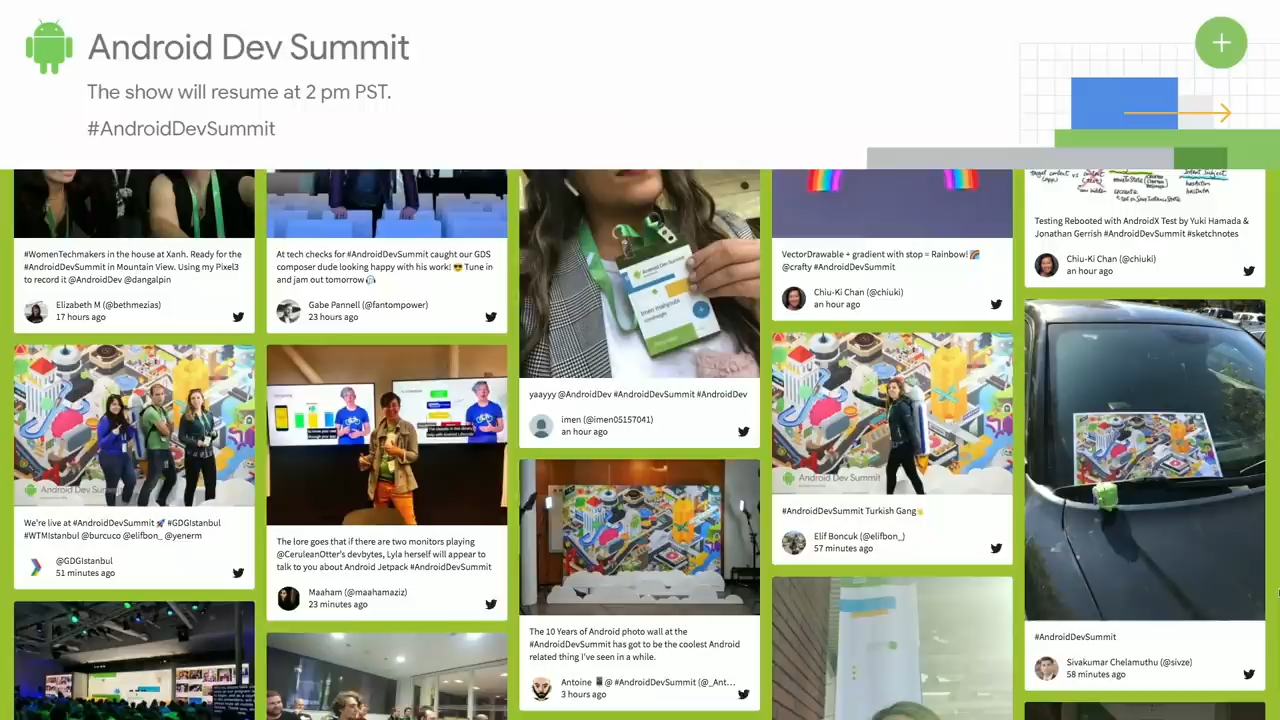 Android Dev Summit
The show will resume at 2 pm PST.
#AndroidDevSummit
#WomenTechmakers in the house at Xanh. Ready for the
#AndroidDevSummit in Mountain View. Using my Pixel3
to record it @AndroidDev @dangalpin
Elizabeth M (@bethmezias)
17 hours ago
Android Dev Summit
We're live at #AndroidDevSummit 🚀 #GDGIstanbul
#WTMIstanbul @burcuco @elifbon_ @yenerm
@GDGIstanbul
51 minutes ago
At tech checks for #AndroidDevSummit caught our GDS
composer dude looking happy with his work! 😎 Tune in
and jam out tomorrow 🎧
Gabe Pannell (@fantompower)
23 hours ago
The lore goes that if there are two monitors playing
@CeruleanOtter's devbytes, Lyla herself will appear to
talk to you about Android Jetpack #AndroidDevSummit
Maaham (@maahamaziz)
23 minutes ago
Android Dev Summit
imen mahgoubi
yaayyy @AndroidDev #AndroidDevSummit #AndroidDev
imen (@imen05157041)
an hour ago
The 10 Years of Android photo wall at the
#AndroidDevSummit has got to be the coolest Android
related thing I've seen in a while.
Antoine 📱@ #AndroidDevSummit (@_Ant...
3 hours ago
VectorDrawable + gradient with stop = Rainbow!🌈
@crafty #AndroidDevSummit
Chiu-Ki Chan (@chiuki)
an hour ago
Android Dev Summit
#AndroidDevSummit Turkish Gang👋
Elif Boncuk (@elifbon_)
57 minutes ago
Testing Rebooted with AndroidX Test by Yuki Hamada &
Jonathan Gerrish #AndroidDevSummit #sketchnotes
Chiu-Ki Chan (@chiuki)
an hour ago
#AndroidDevSummit
Sivakumar Chelamuthu (@sivze)
58 minutes ago